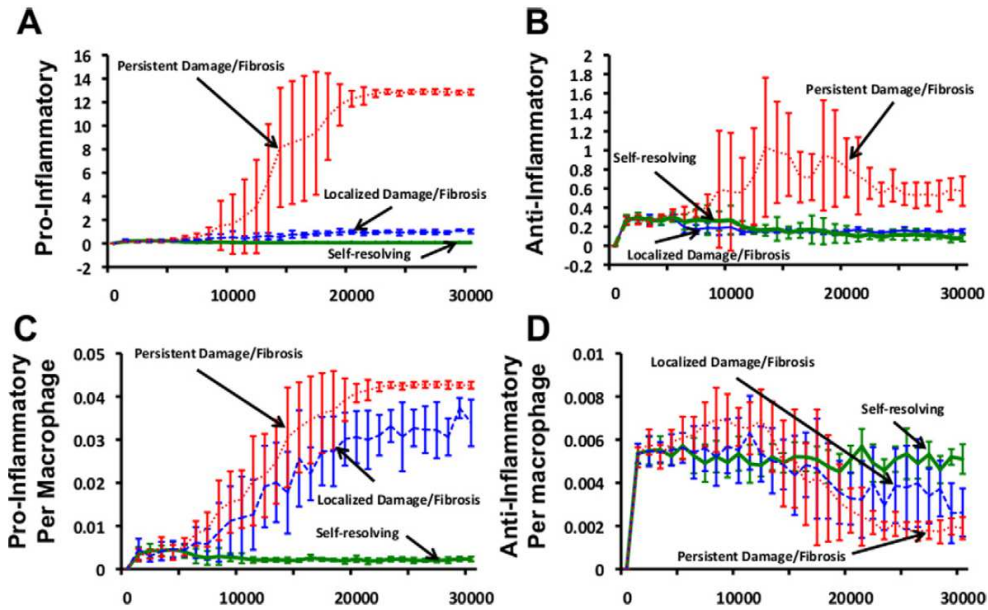 A
Pro-Inflammatory
16
14
12
10
8
6
4
2
0
-2
Persistent Damage/Fibrosis
Localized Damage/Fibrosis
Self-resolving
0 10000 20000 30000
B
Anti-Inflammatory
2
1.8
1.6
1.4
1.2
1
0.8
0.6
0.4
0.2
0
-0.2
Persistent Damage/Fibrosis
Self-resolving
Localized Damage/Fibrosis
0 10000 20000 30000
C
Pro-Inflammatory
Per Macrophage
0.05
0.04
0.03
0.02
0.01
0
Persistent Damage/Fibrosis
Localized Damage/Fibrosis
Self-resolving
0 10000 20000 30000
D
Anti-Inflammatory
Per macrophage
0.01
0.008
0.006
0.004
0.002
0
Localized Damage/Fibrosis
Self-resolving
Persistent Damage/Fibrosis
0 10000 20000 30000